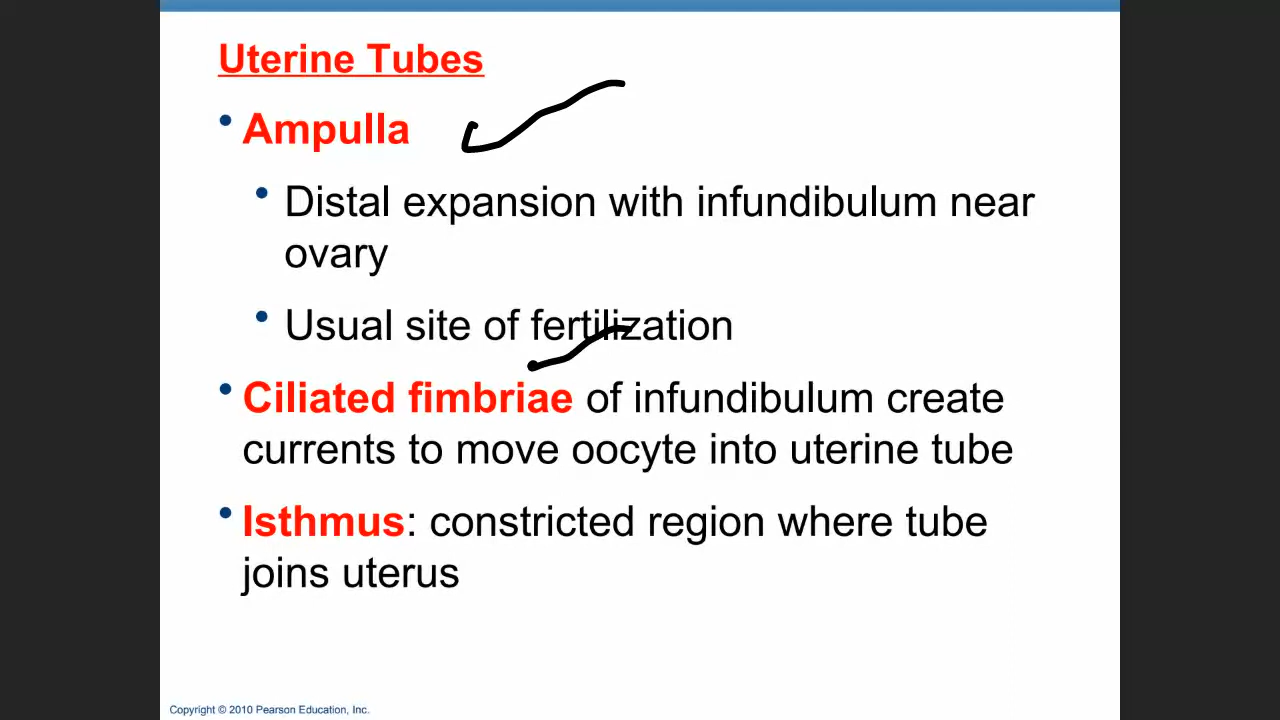 Uterine Tubes
• Ampulla
• Distal expansion with infundibulum near
ovary
• Usual site of fertilization
• Ciliated fimbriae of infundibulum create
currents to move oocyte into uterine tube
• Isthmus: constricted region where tube
joins uterus
Copyright © 2010 Pearson Education, Inc.